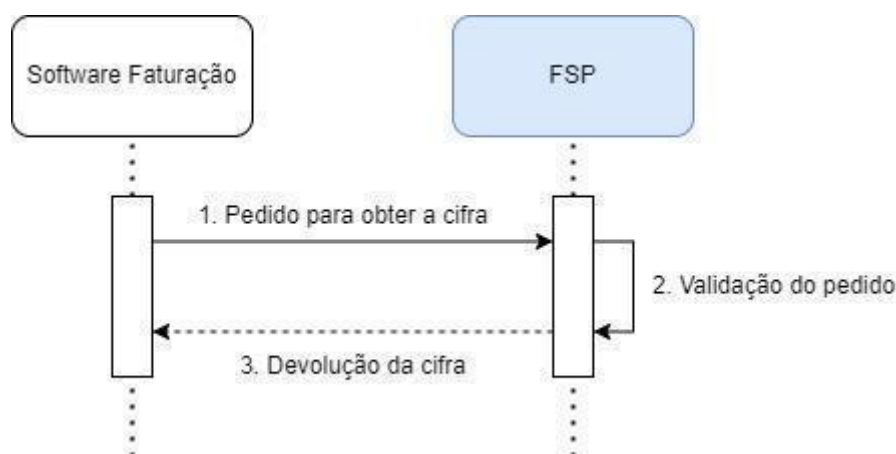 Software Faturação
FSP
1. Pedido para obter a cifra
2. Validação do pedido
3. Devolução da cifra